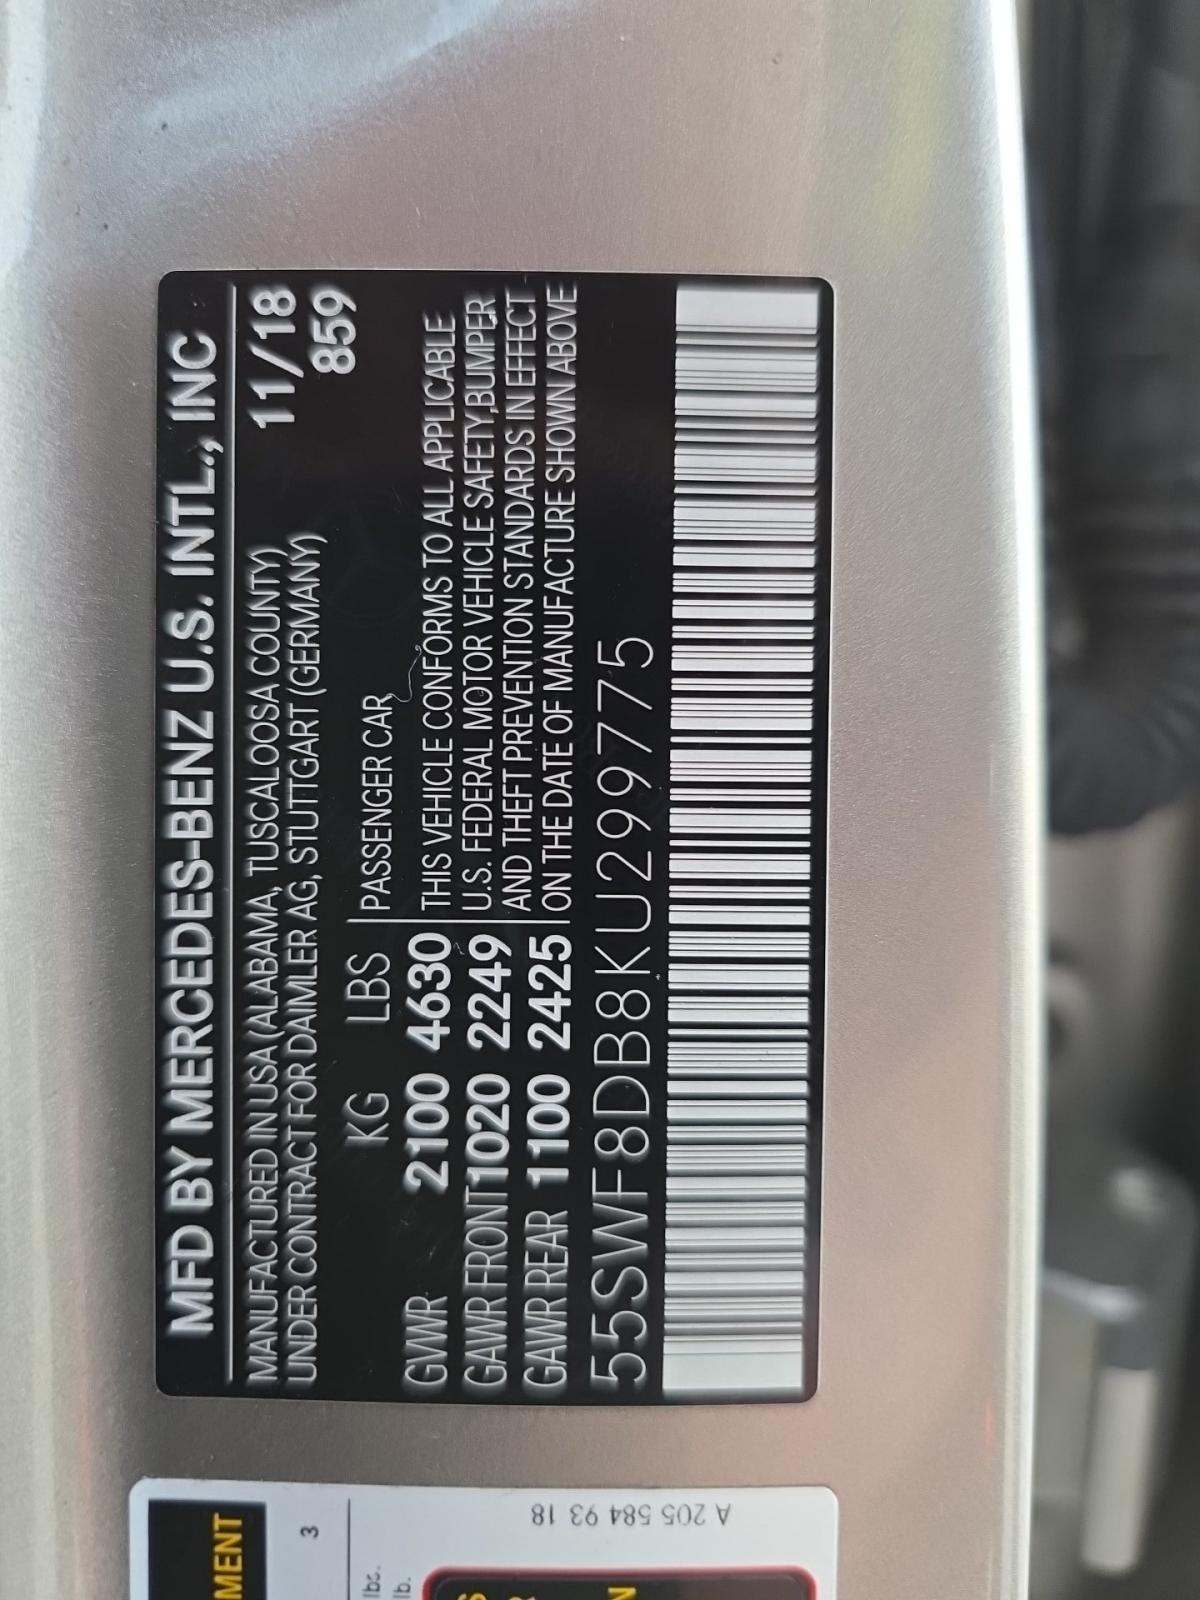 MFD BY MERCEDES-BENZ U.S. INTL., INC
MANUFACTURED IN USA (ALABAMA, TUSCALOOSA COUNTY) 11/18
UNDER CONTRACT FOR DAIMLER AG, STUTTGART (GERMANY) 859
KG LBS PASSENGER CAR
GVWR 2100 4630 THIS VEHICLE CONFORMS TO ALL APPLICABLE
GAWR FRONT 1020 2249 U.S. FEDERAL MOTOR VEHICLE SAFETY,BUMPER
GAWR REAR 1100 2425 AND THEFT PREVENTION STANDARDS IN EFFECT
ON THE DATE OF MANUFACTURE SHOWN ABOVE
55SWF8DB8KU299775
MENT
3
lbs.
lb.
A 205 584 93 18